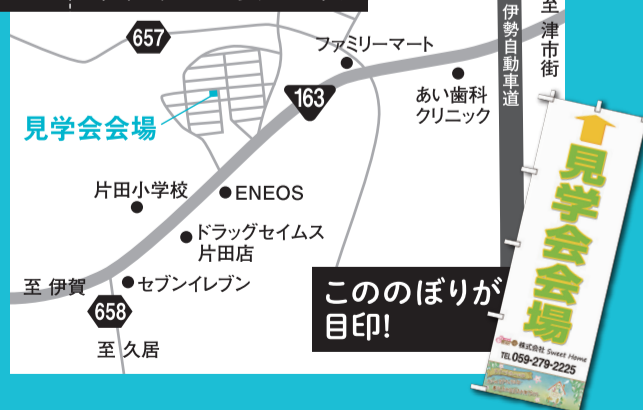 至 津市街
伊勢自動車道
657
ファミリーマート
163
あい歯科
クリニック
見学会会場
片田小学校
ENEOS
ドラッグセイムス
片田店
至 伊賀
セブンイレブン
658
至 久居
こののぼりが
目印!
見学会会場
株式会社 Sweet Home
TEL 059-279-2225